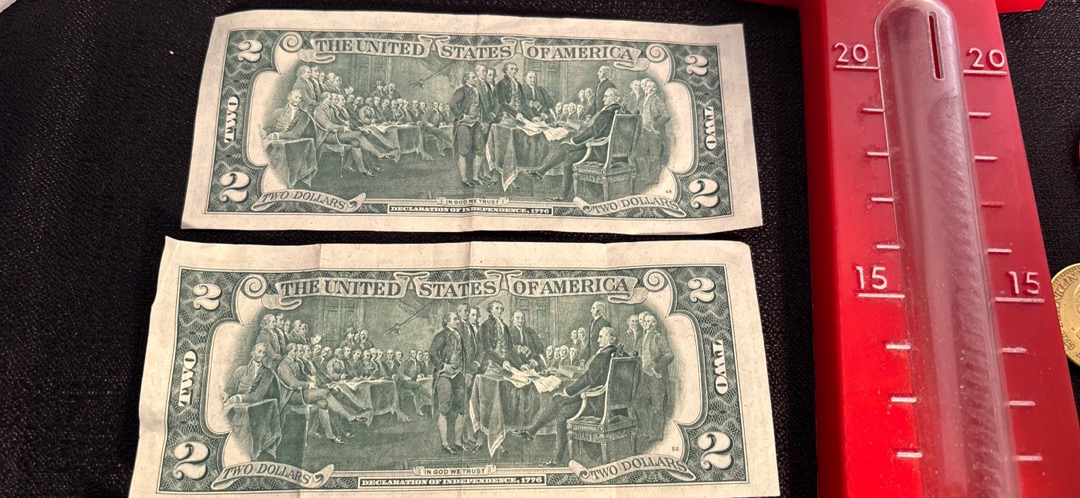 2 THE UNITED STATES OF AMERICA 2
TWO TWO
2 TWO DOLLARS IN GOD WE TRUST TWO DOLLARS 2
DECLARATION OF INDEPENDENCE, 1776
2 THE UNITED STATES OF AMERICA 2
TWO TWO
52
2 TWO DOLLARS IN GOD WE TRUST TWO DOLLARS 2
DECLARATION OF INDEPENDENCE, 1776
20 20
15 15